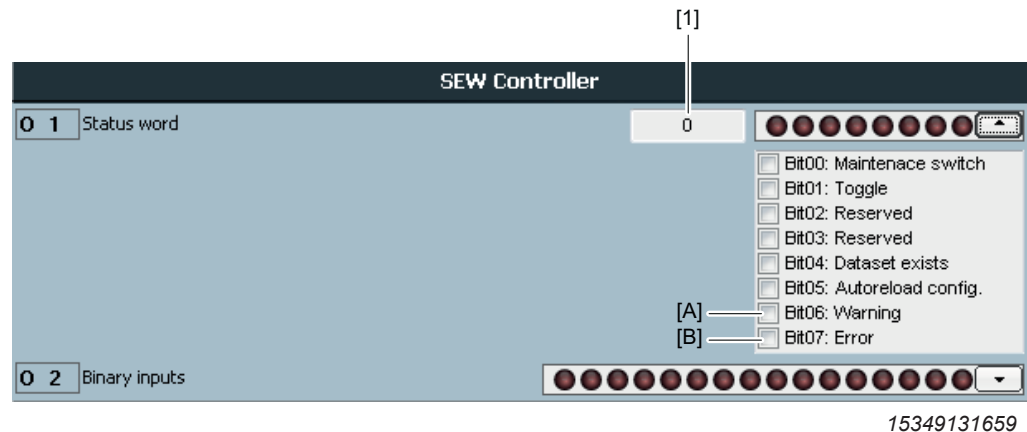 [1]
SEW Controller
O 1 Status word 0
Bit00: Maintenace switch
Bit01: Toggle
Bit02: Reserved
Bit03: Reserved
Bit04: Dataset exists
Bit05: Autoreload config.
[A] Bit06: Warning
[B] Bit07: Error
O 2 Binary inputs
15349131659